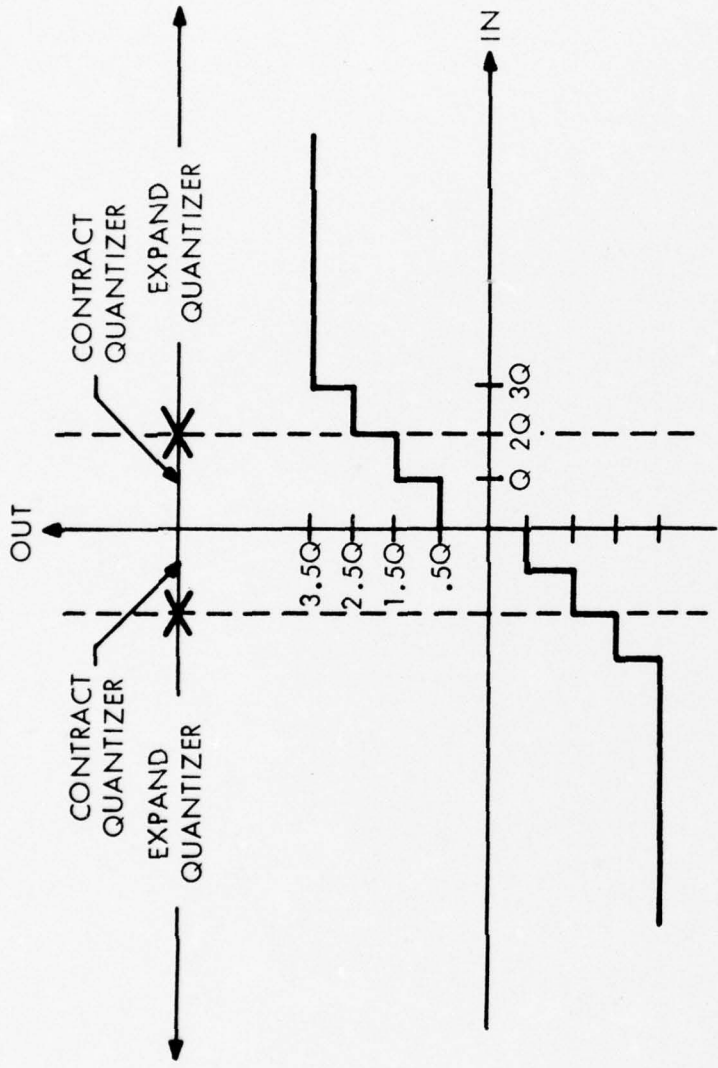 OUT
CONTRACT
QUANTIZER
CONTRACT
QUANTIZER
EXPAND
QUANTIZER
EXPAND
QUANTIZER
3.5Q
2.5Q
1.5Q
.5Q
IN
Q
2Q
3Q